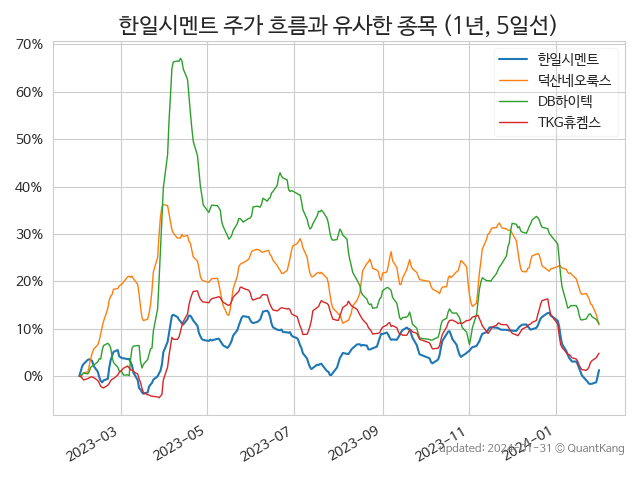 한일시멘트 주가 흐름과 유사한 종목 (1년, 5일선)
70%
60%
50%
40%
30%
20%
10%
0%
한일시멘트
덕산네오룩스
DB하이텍
TKG휴켐스
2023-03
2023-05
2023-07
2023-09
2023-11
2024-01
updated: 2024-01-31 © QuantKang